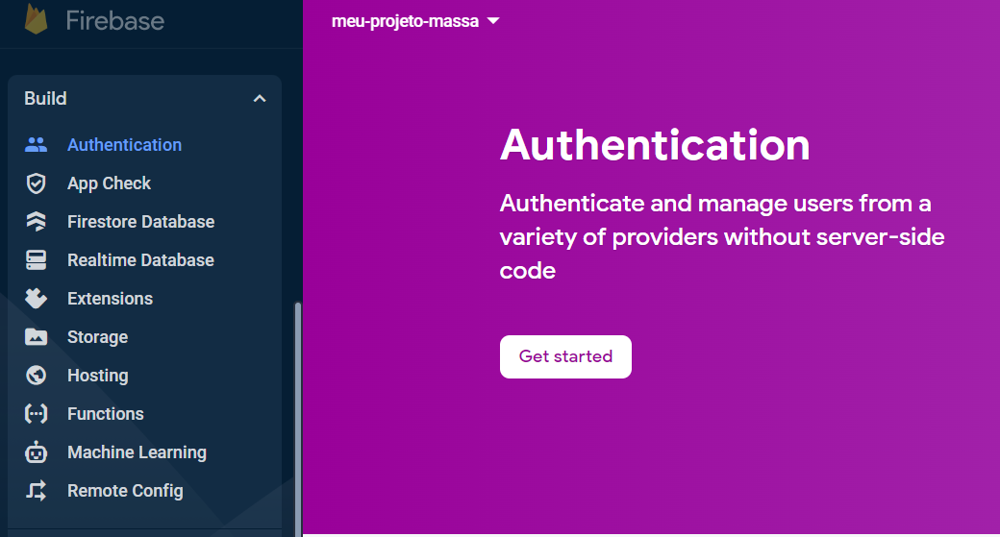 Firebase
meu-projeto-massa
Build
Authentication
App Check
Firestore Database
Realtime Database
Extensions
Storage
Hosting
Functions
Machine Learning
Remote Config
Authentication
Authenticate and manage users from a
variety of providers without server-side
code
Get started